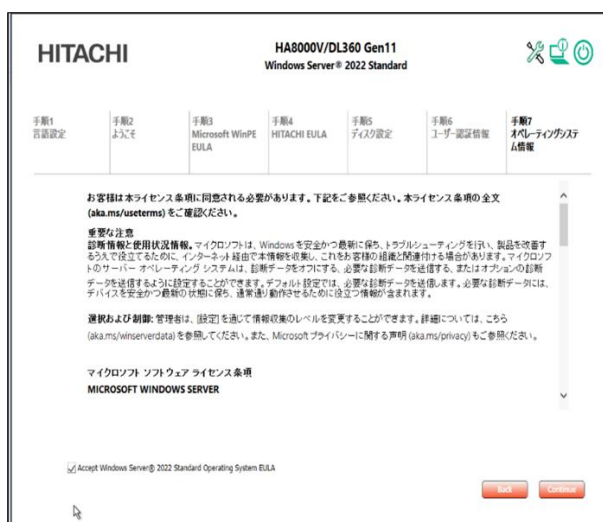 HITACHI
HA8000V/DL360 Gen11
Windows Server® 2022 Standard
手順1
言語設定
手順2
ようこそ
手順3
Microsoft WinPE
EULA
手順4
HITACHI EULA
手順5
ディスク設定
手順6
ユーザー認証情報
手順7
オペレーティングシステ
ム情報
お客様は本ライセンス条項に同意される必要があります。下記をご参照ください。本ライセンス条項の全文
(aka.ms/useterms) をご確認ください。
重要な注意
診断情報と使用状況情報。マイクロソフトは、Windows を安全かつ最新に保ち、トラブルシューティングを行い、製品を改善す
るうえで役立てるために、インターネット経由で本情報を収集し、これをお客様の組織と関連付ける場合があります。マイクロソフ
トのサーバー オペレーティング システムは、診断データをオフにする、必要な診断データを送信する、またはオプションの診断
データを送信するように設定することができます。デフォルト設定では、必要な診断データを送信します。必要な診断データには、
デバイスを安全かつ最新の状態に保ち、通常通り動作させるために役立つ情報が含まれます。
選択および制御: 管理者は、[設定] を通じて情報収集のレベルを変更することができます。詳細については、こちら
(aka.ms/winserverdata) を参照してください。また、Microsoft プライバシーに関する声明 (aka.ms/privacy) もご参照ください。
マイクロソフト ソフトウェア ライセンス条項
MICROSOFT WINDOWS SERVER
Accept Windows Server® 2022 Standard Operating System EULA
Back
Continue